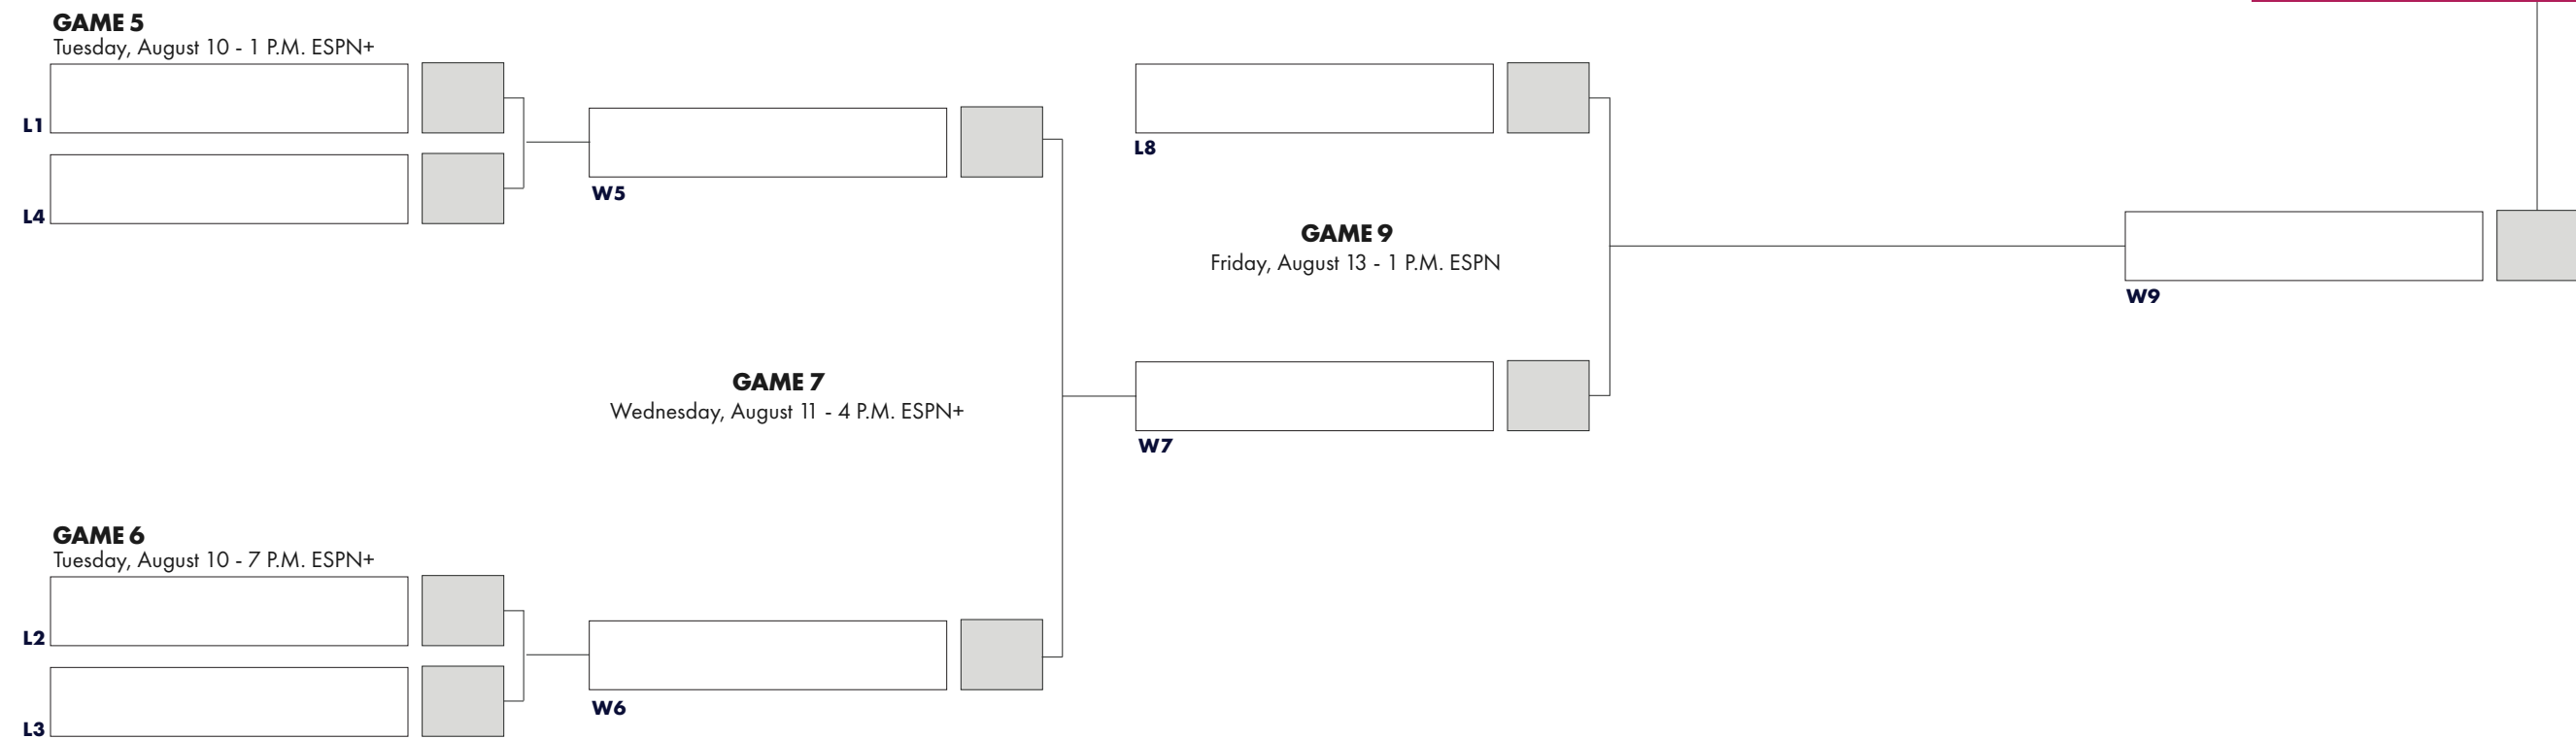 GAME 5
Tuesday, August 10 - 1 P.M. ESPN+
L1
L4
W5
L8
GAME 9
Friday, August 13 - 1 P.M. ESPN
W9
GAME 7
Wednesday, August 11 - 4 P.M. ESPN+
W7
GAME 6
Tuesday, August 10 - 7 P.M. ESPN+
L2
L3
W6